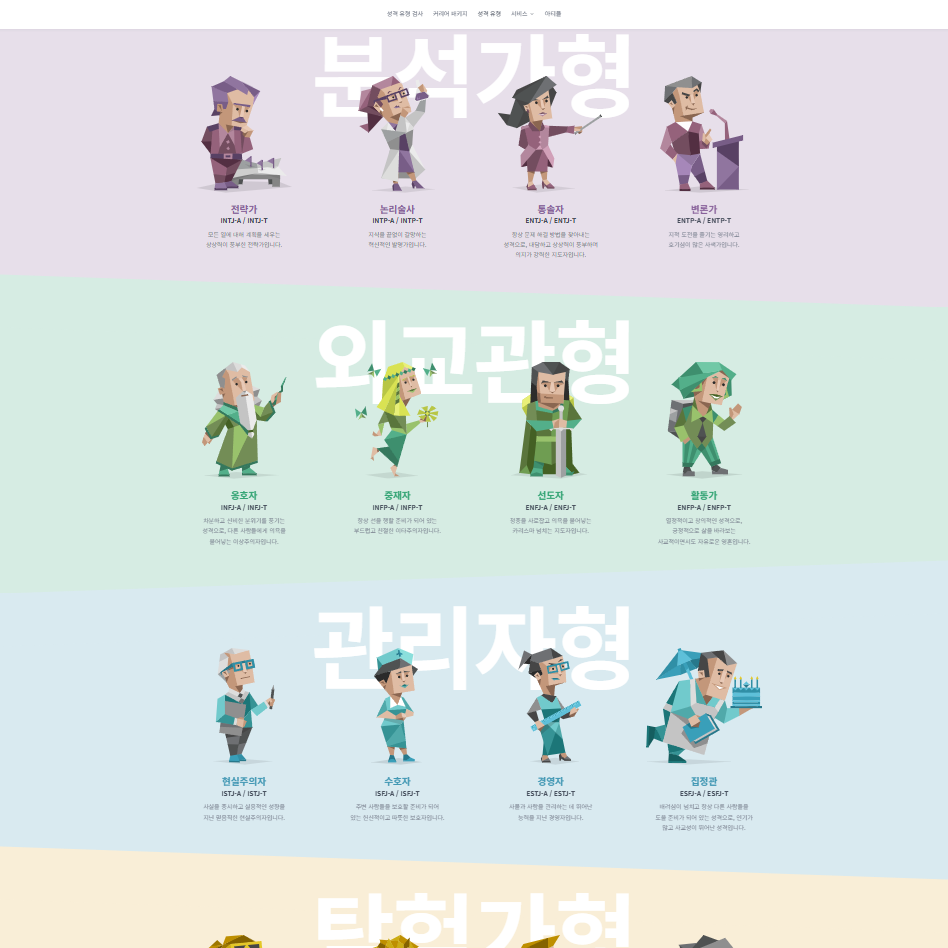 성격 유형 검사 커리어 패키지 성격 유형 서비스 아티클
분석가형
전략가 논리술사 통솔자 변론가
INTJ-A / INTJ-T INTP-A / INTP-T ENTJ-A / ENTJ-T ENTP-A / ENTP-T
모든 일에 대해 계획을 세우는 지식을 끝없이 갈망하는 항상 문제 해결 방법을 찾아내는 지적 도전을 즐기는 영리하고
상상력이 풍부한 전략가입니다. 혁신적인 발명가입니다. 성격으로, 대담하고 상상력이 풍부하며 호기심이 많은 사색가입니다.
의지가 강력한 지도자입니다.
외교관형
옹호자 중재자 선도자 활동가
INFJ-A / INFJ-T INFP-A / INFP-T ENFJ-A / ENFJ-T ENFP-A / ENFP-T
차분하고 신비한 분위기를 풍기는 항상 선을 행할 준비가 되어 있는 청중을 사로잡고 의욕을 불어넣는 열정적이고 창의적인 성격으로,
성격으로, 다른 사람들에게 의욕을 부드럽고 친절한 이타주의자입니다. 카리스마 넘치는 지도자입니다. 긍정적으로 삶을 바라보는
불어넣는 이상주의자입니다. 사교적이면서도 자유로운 영혼입니다.
관리자형
현실주의자 수호자 경영자 집정관
ISTJ-A / ISTJ-T ISFJ-A / ISFJ-T ESTJ-A / ESTJ-T ESFJ-A / ESFJ-T
사실을 중시하고 실용적인 성향을 주변 사람들을 보호할 준비가 되어 사물과 사람을 관리하는 데 뛰어난 배려심이 넘치고 항상 다른 사람들을
지닌 믿음직한 현실주의자입니다. 있는 헌신적이고 따뜻한 보호자입니다. 능력을 지닌 경영자입니다. 도울 준비가 되어 있는 성격으로, 인기가
많고 사교성이 뛰어난 성격입니다.
탐험가형